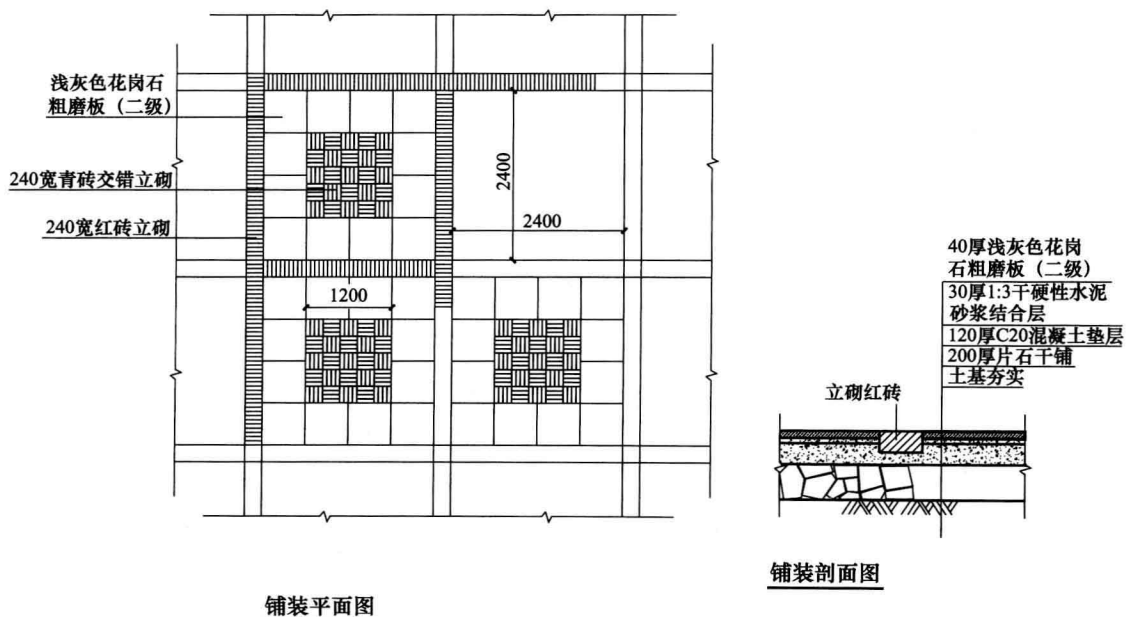 浅灰色花岗石
粗磨板（二级）
240宽青砖交错立砌
240宽红砖立砌
2400
2400
1200
铺装平面图
40厚浅灰色花岗
石粗磨板（二级）
30厚1:3干硬性水泥
砂浆结合层
120厚C20混凝土垫层
200厚片石干铺
土基夯实
立砌红砖
铺装剖面图